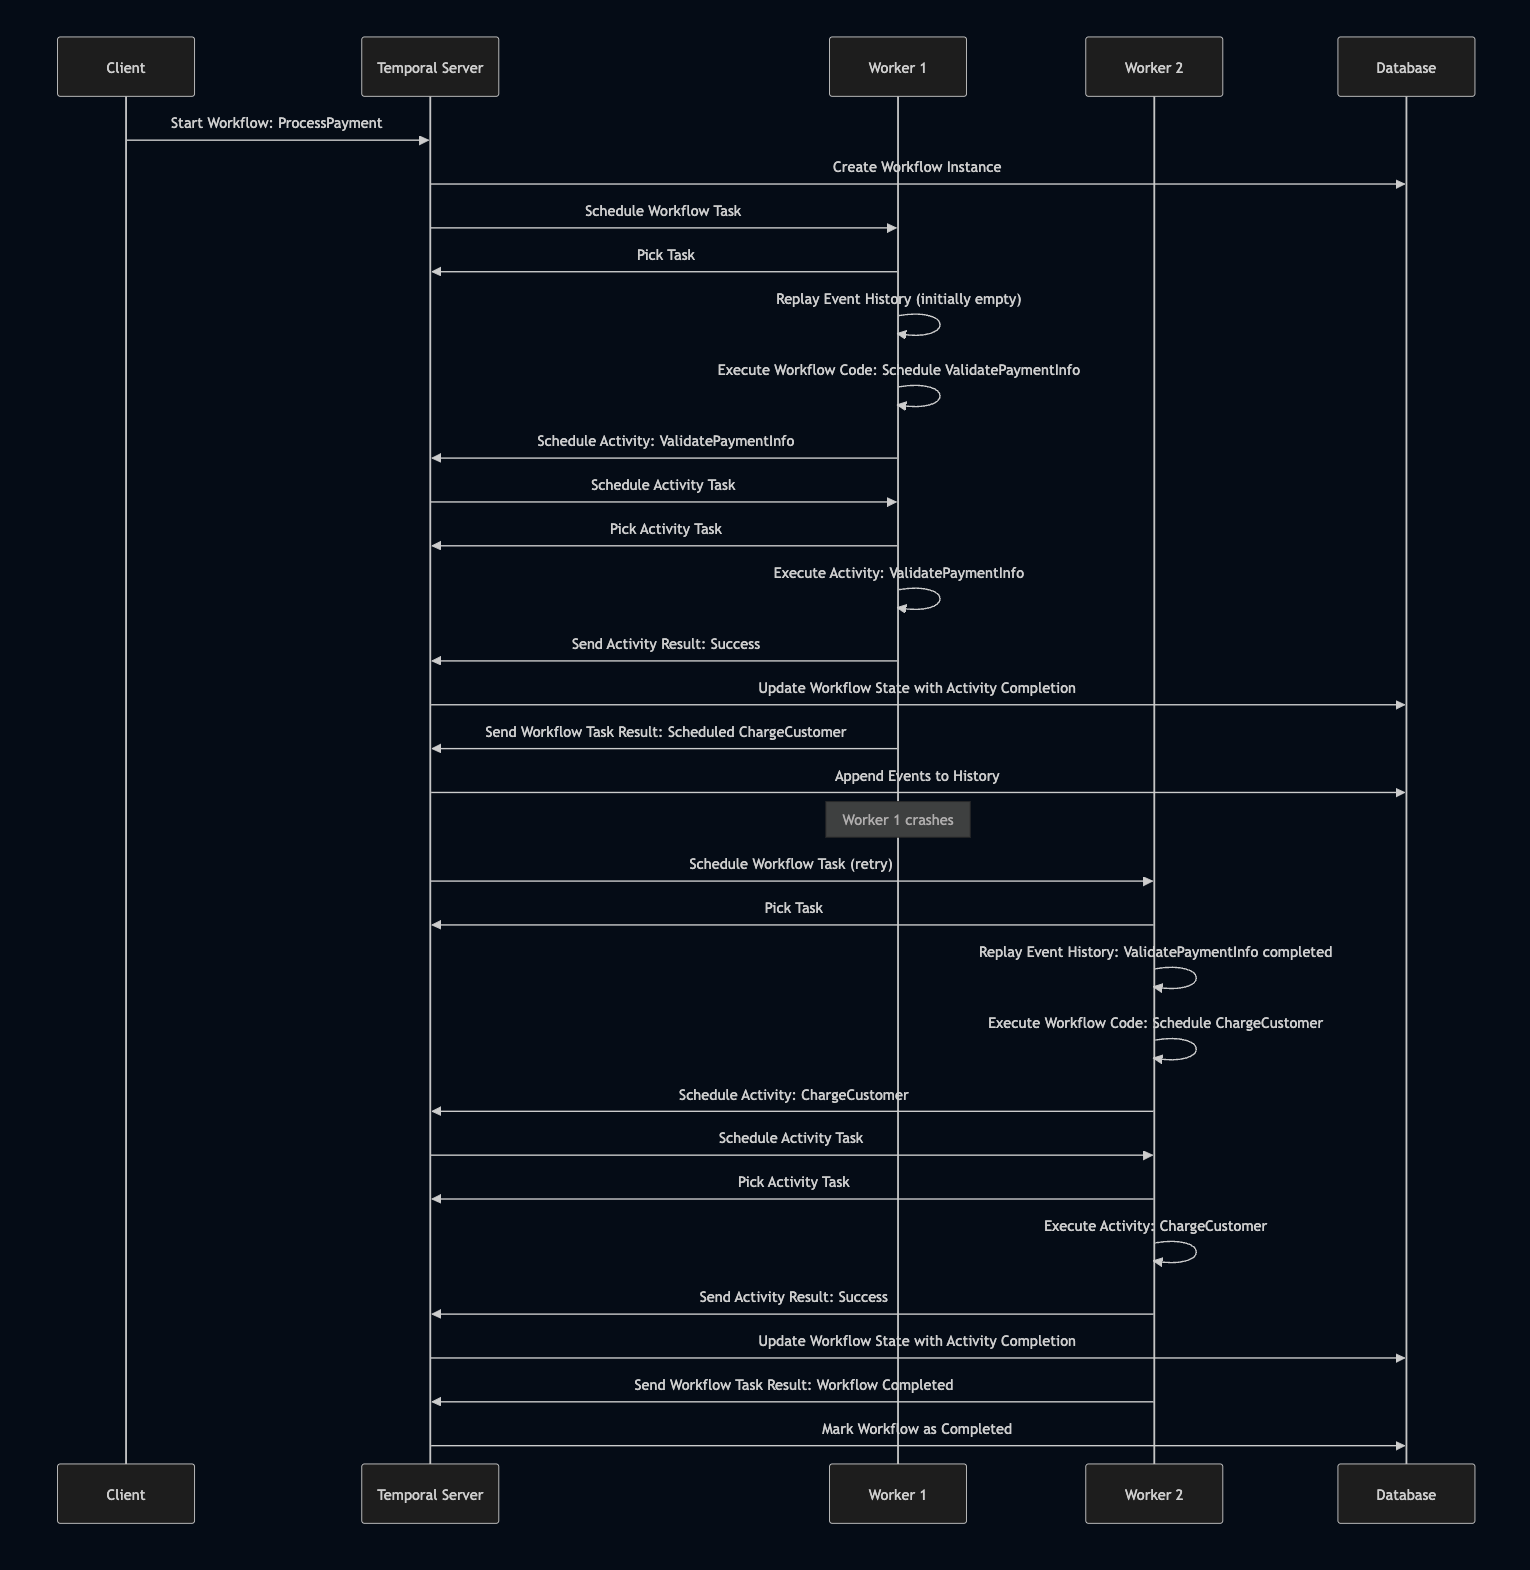 Client
Temporal Server
Worker 1
Worker 2
Database
Start Workflow: ProcessPayment
Create Workflow Instance
Schedule Workflow Task
Pick Task
Replay Event History (initially empty)
Execute Workflow Code: Schedule ValidatePaymentInfo
Schedule Activity: ValidatePaymentInfo
Schedule Activity Task
Pick Activity Task
Execute Activity: ValidatePaymentInfo
Send Activity Result: Success
Update Workflow State with Activity Completion
Send Workflow Task Result: Scheduled ChargeCustomer
Append Events to History
Worker 1 crashes
Schedule Workflow Task (retry)
Pick Task
Replay Event History: ValidatePaymentInfo completed
Execute Workflow Code: Schedule ChargeCustomer
Schedule Activity: ChargeCustomer
Schedule Activity Task
Pick Activity Task
Execute Activity: ChargeCustomer
Send Activity Result: Success
Update Workflow State with Activity Completion
Send Workflow Task Result: Workflow Completed
Mark Workflow as Completed
Client
Temporal Server
Worker 1
Worker 2
Database